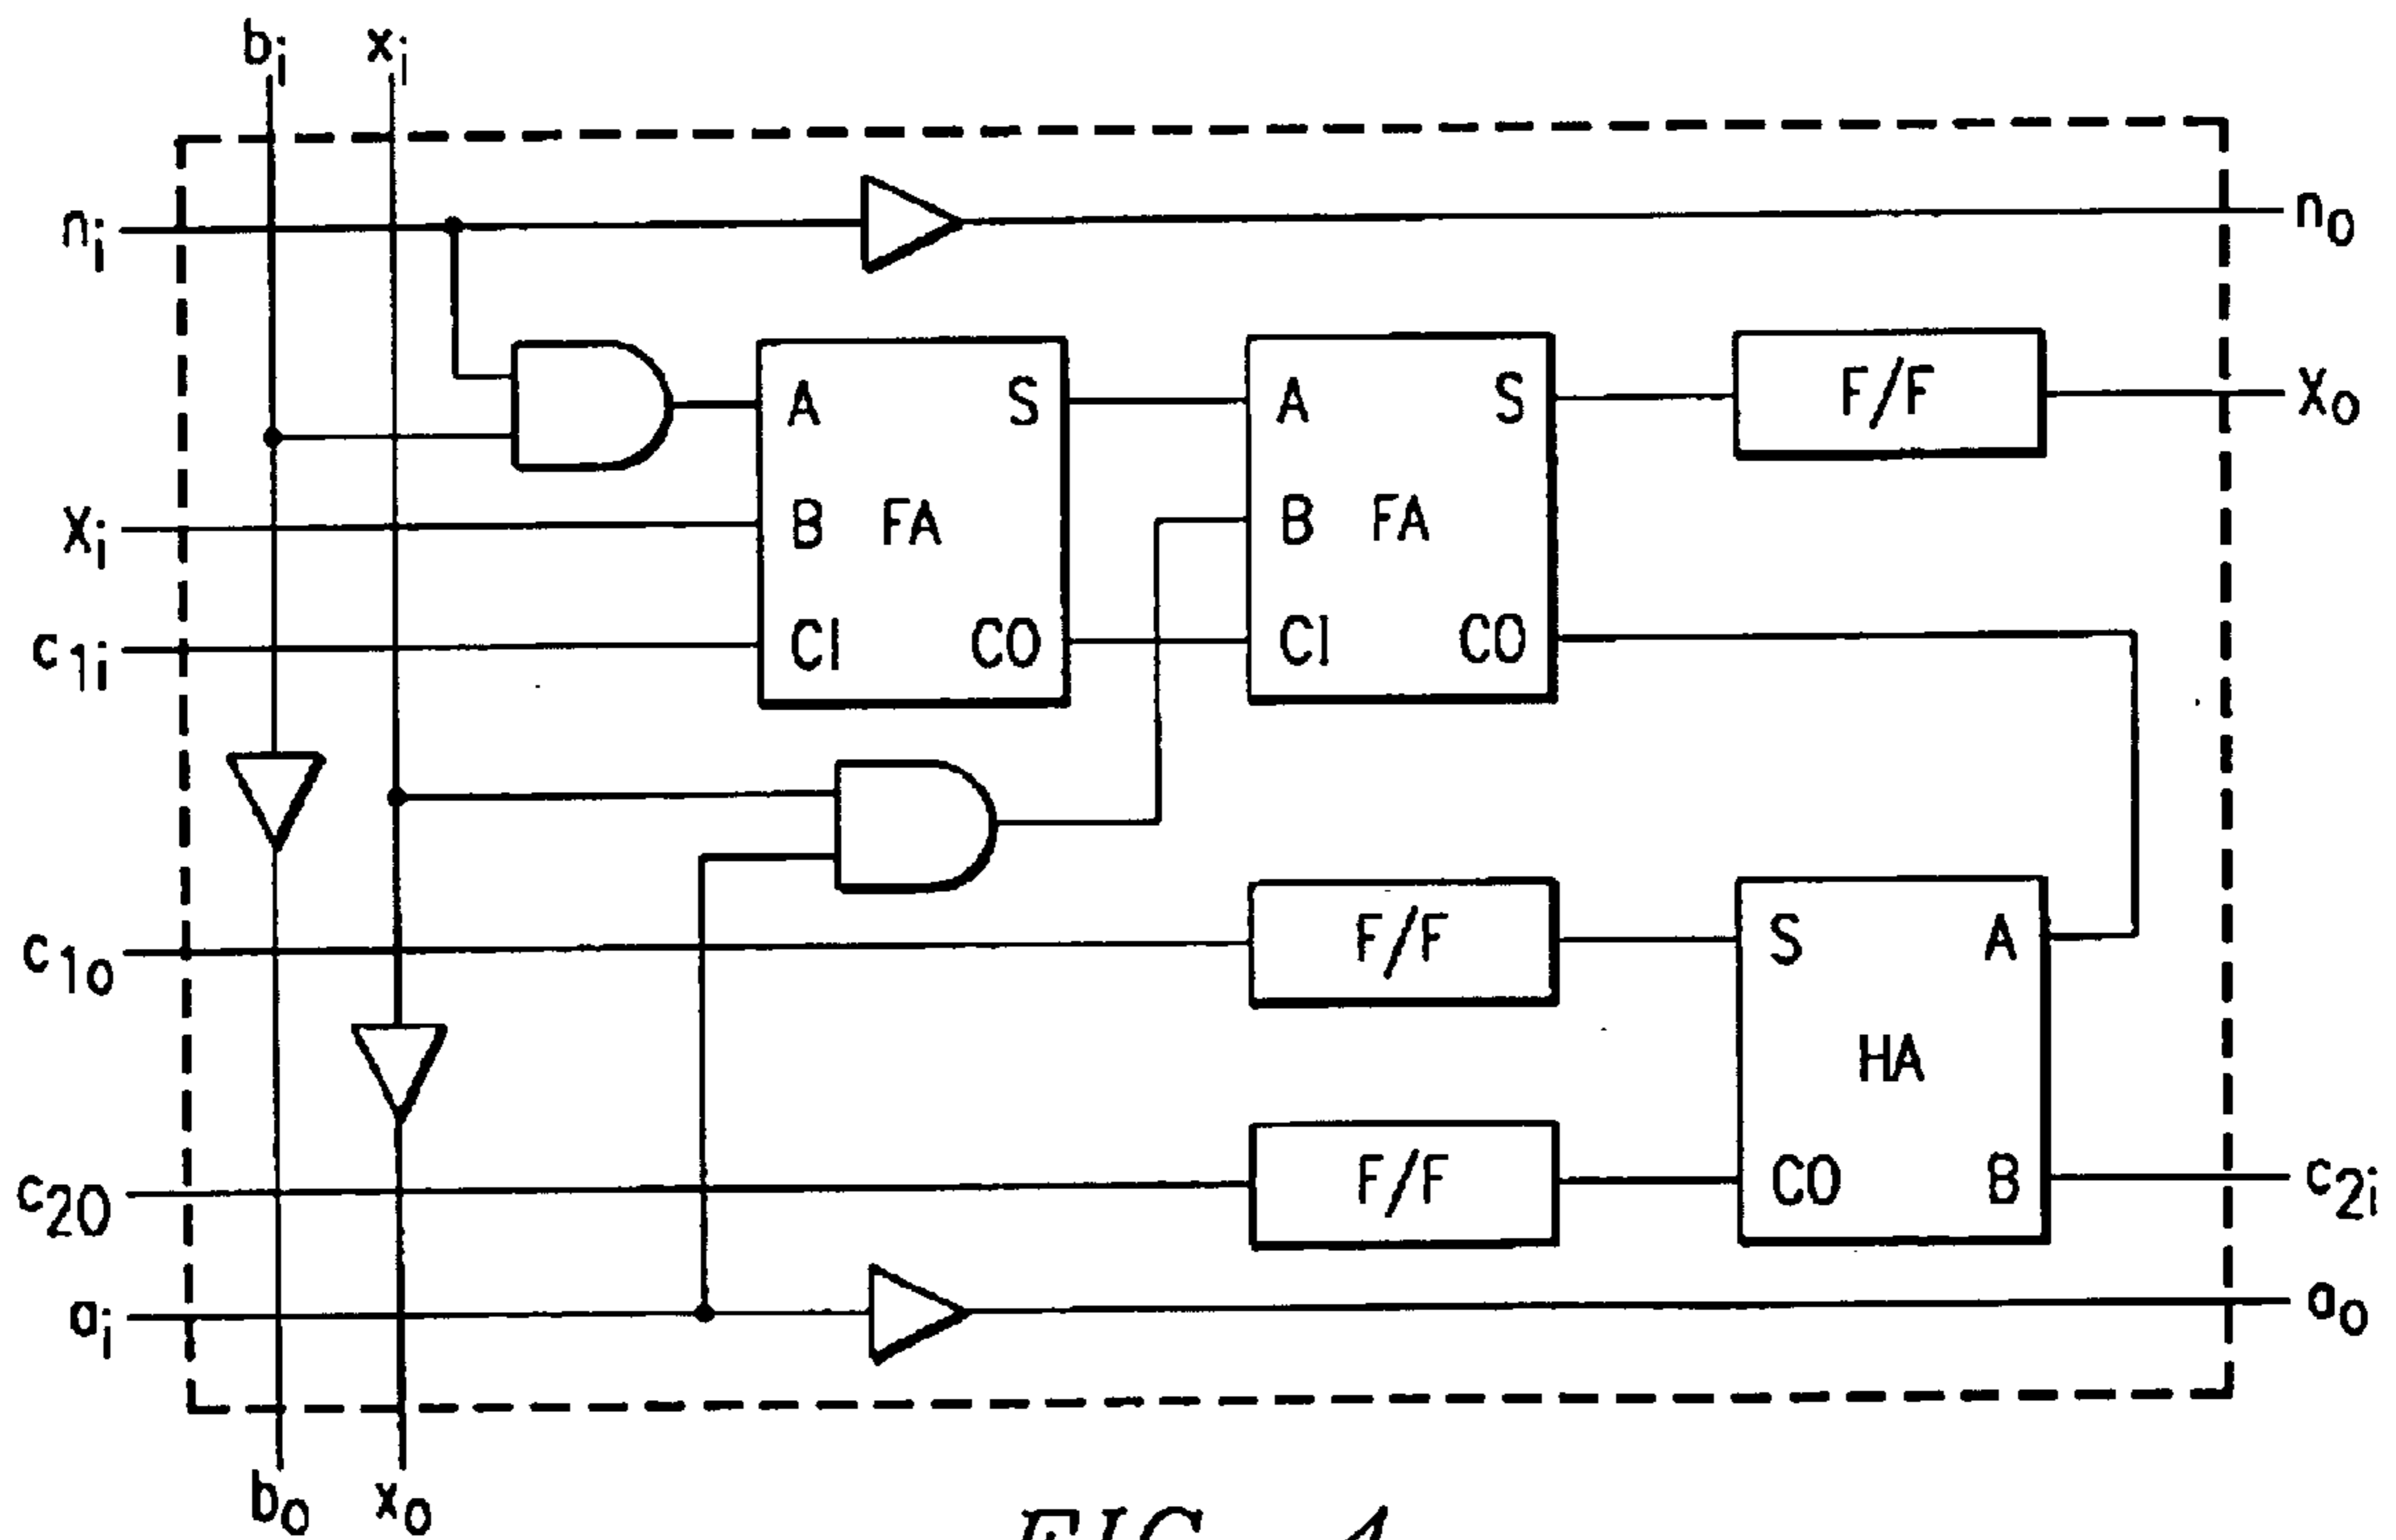 bi xi
ni no
A S A S F/F Xo
Xi B FA B FA
c1i CI CO CI CO
c1o F/F S A
HA
c20 F/F CO B c2i
ai ao
bo xo